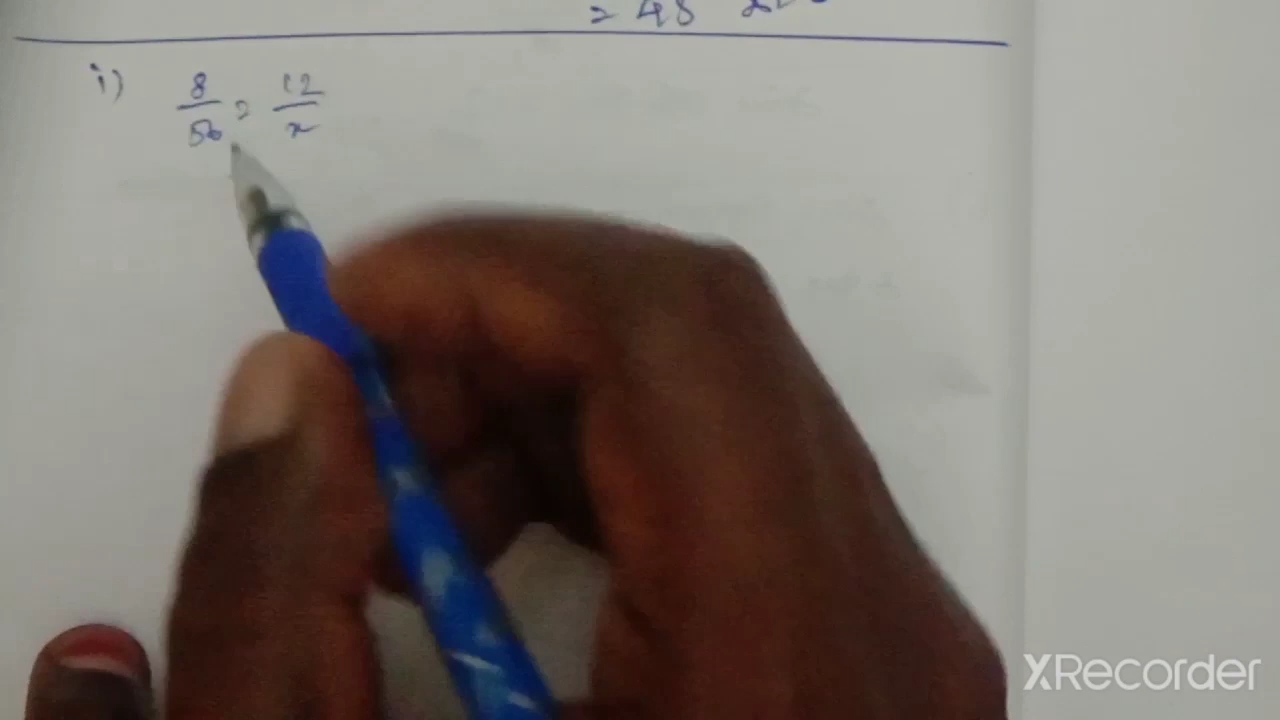 = 48
i) 8/56 = 12/x
XRecorder